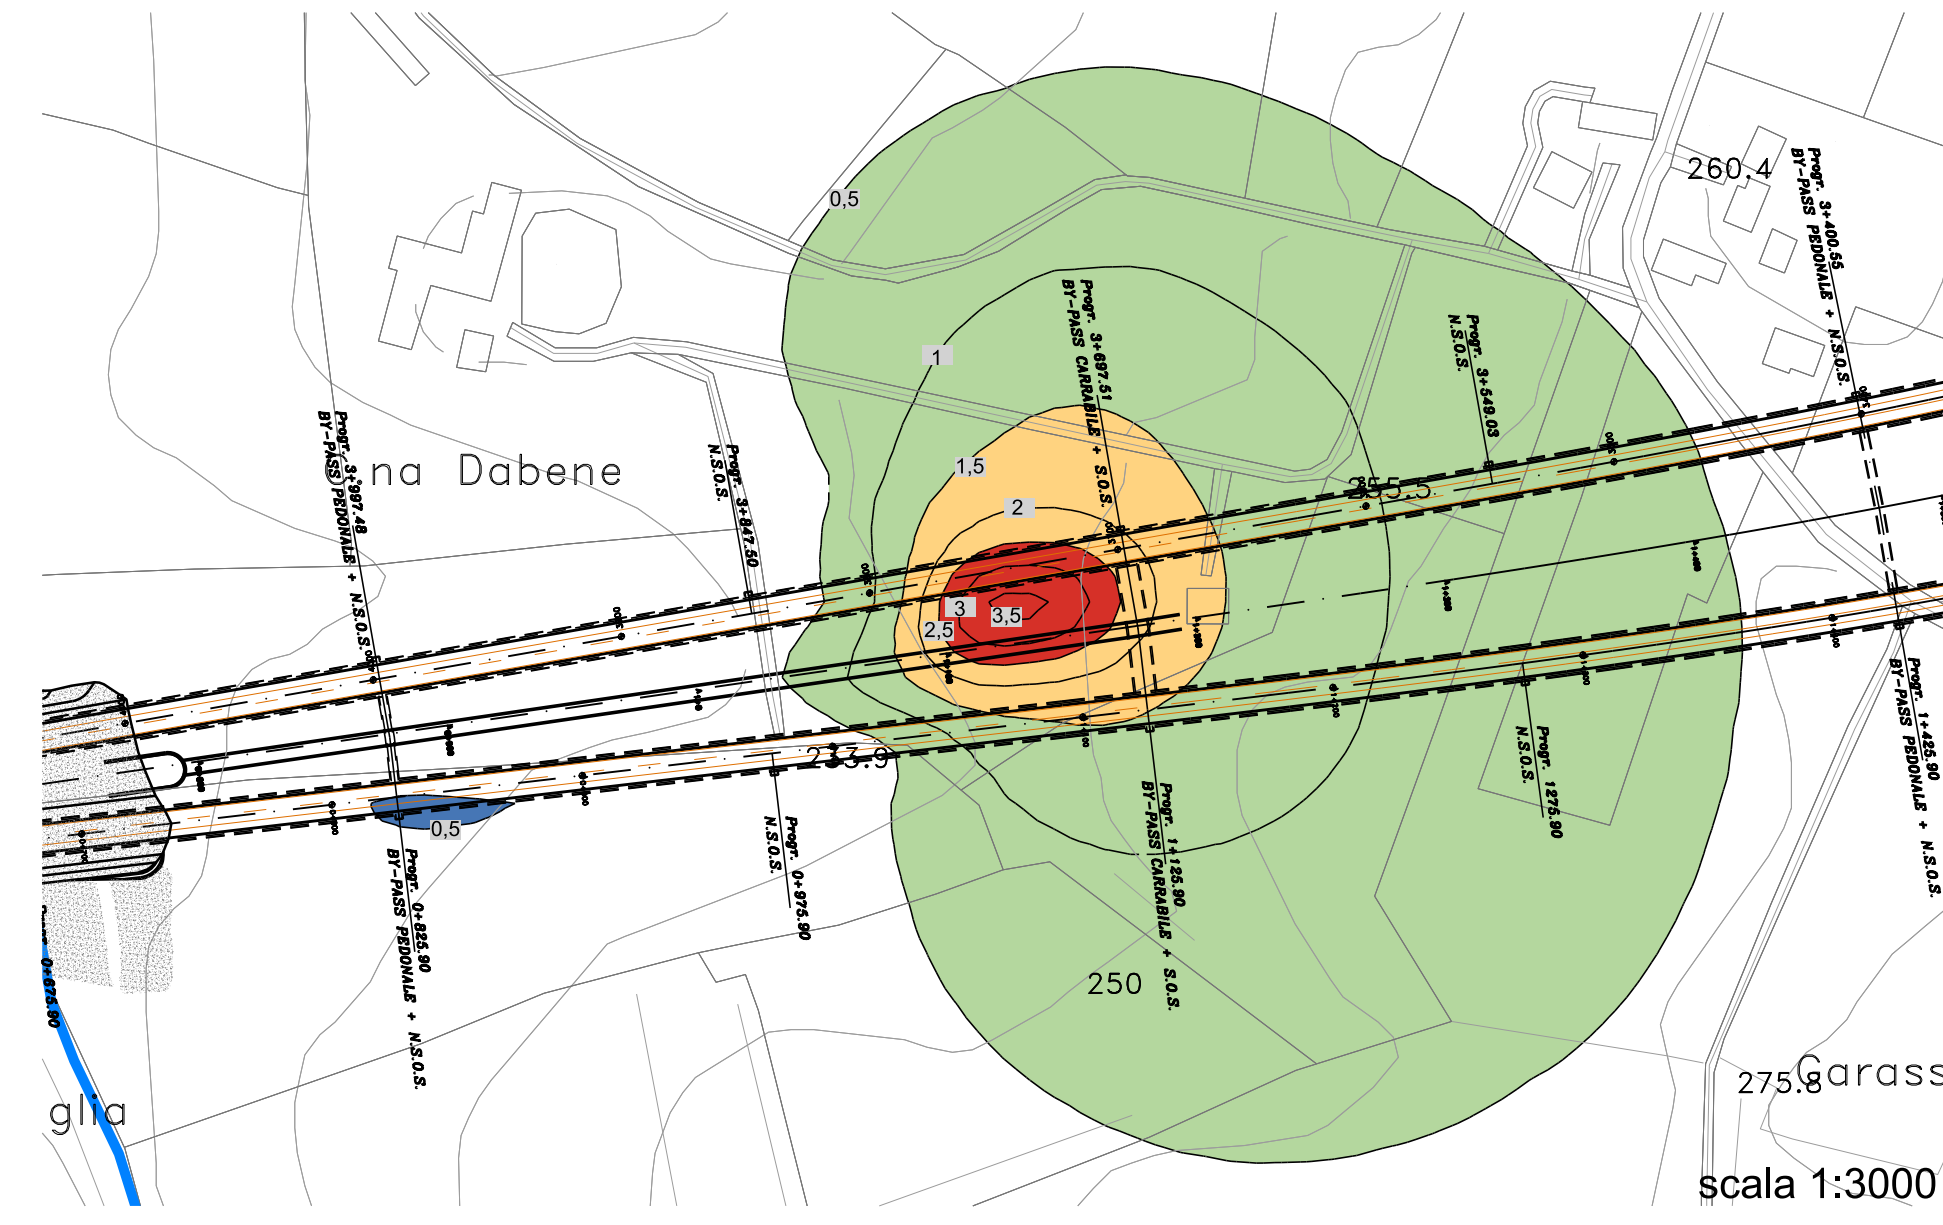 0,5
260.4
Progr. 3+400.55
BY-PASS PEDONALE + N.S.O.S.
1
Progr. 3+697.51
BY-PASS CARRABILE + S.O.S.
Progr. 3+549.03
N.S.O.S.
Progr. 3+997.48
BY-PASS PEDONALE + N.S.O.S.
na Dabene
Progr. 3+847.50
N.S.O.S.
1,5
2
255.5
3
3,5
2,5
233.9
0,5
Progr. 0+825.90
BY-PASS PEDONALE + N.S.O.S.
Progr. 0+975.90
N.S.O.S.
Progr. 1+125.90
BY-PASS CARRABILE + S.O.S.
Progr. 1275.90
N.S.O.S.
Progr. 1+425.90
BY-PASS PEDONALE + N.S.O.S.
0+675.90
250
275.8
Garass
glia
scala 1:3000